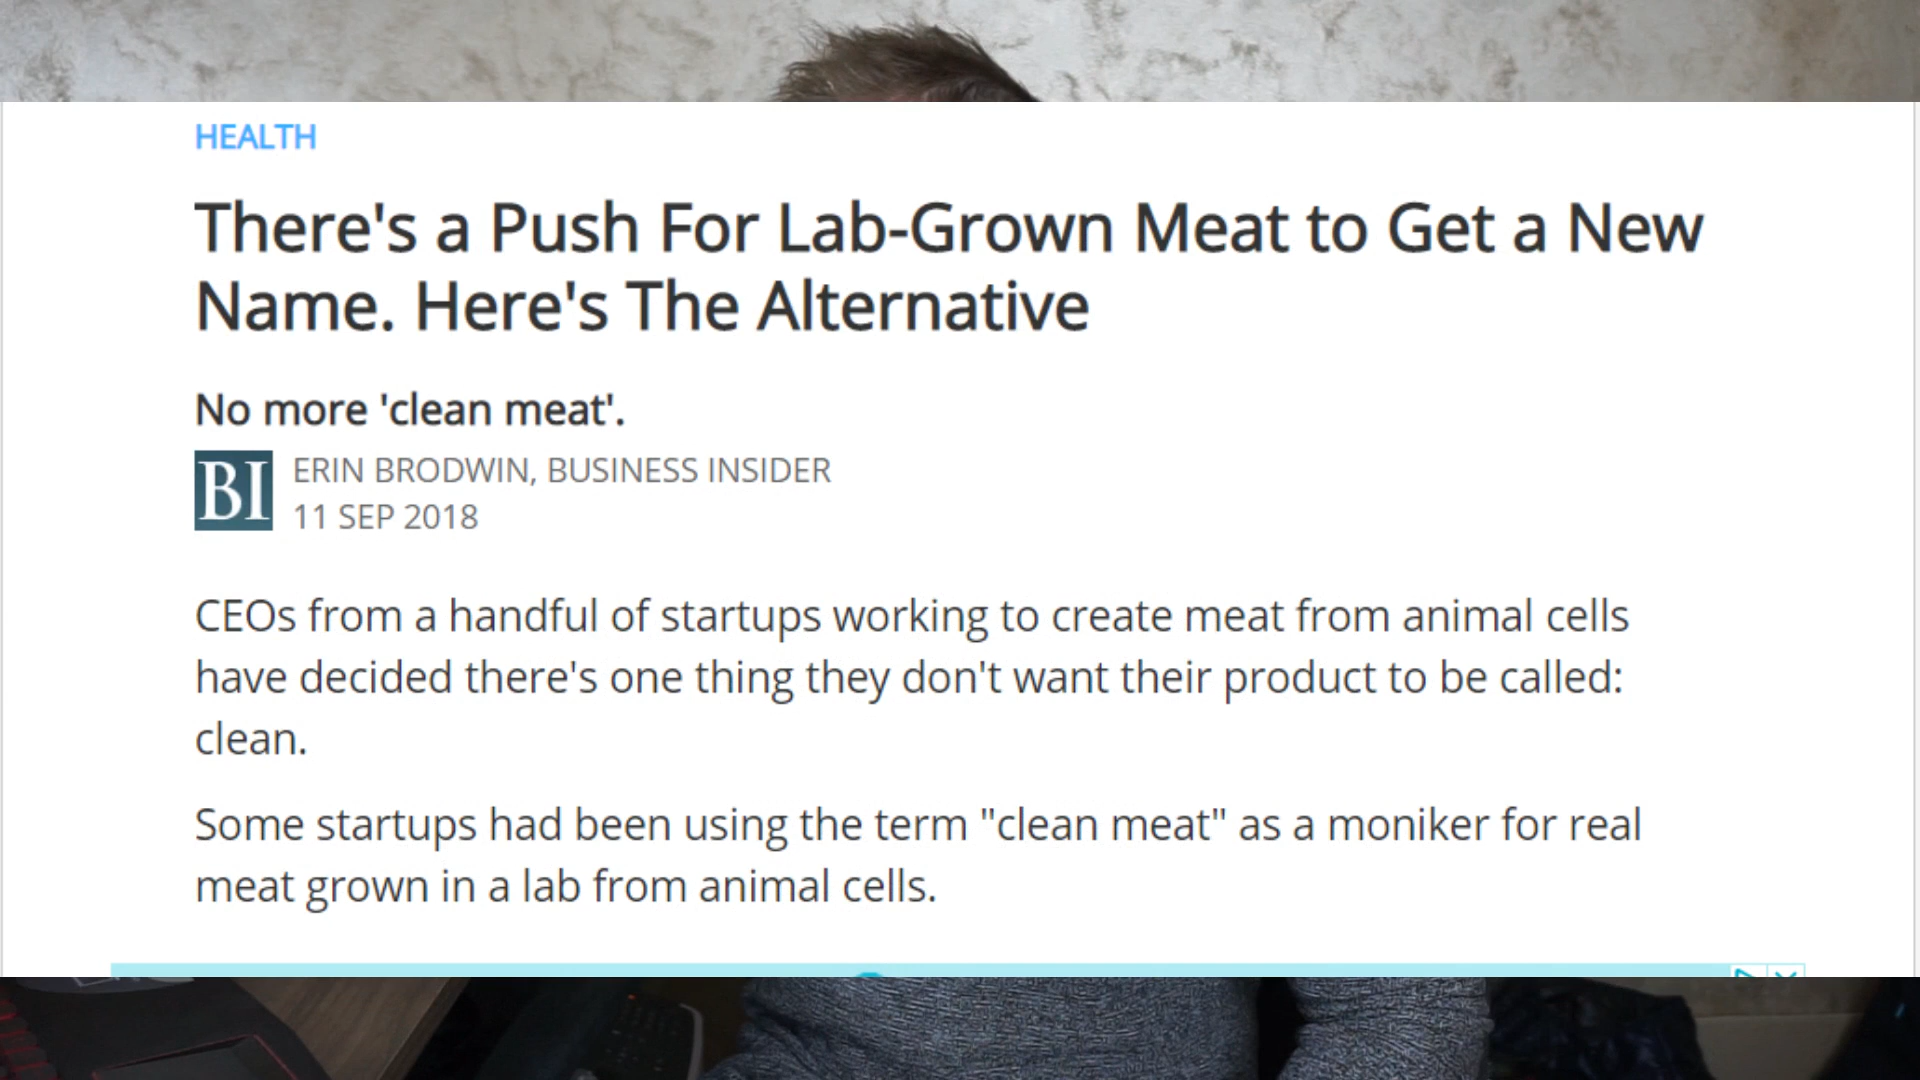 HEALTH
There's a Push For Lab-Grown Meat to Get a New
Name. Here's The Alternative
No more 'clean meat'.
BI
ERIN BRODWIN, BUSINESS INSIDER
11 SEP 2018
CEOs from a handful of startups working to create meat from animal cells
have decided there's one thing they don't want their product to be called:
clean.
Some startups had been using the term "clean meat" as a moniker for real
meat grown in a lab from animal cells.